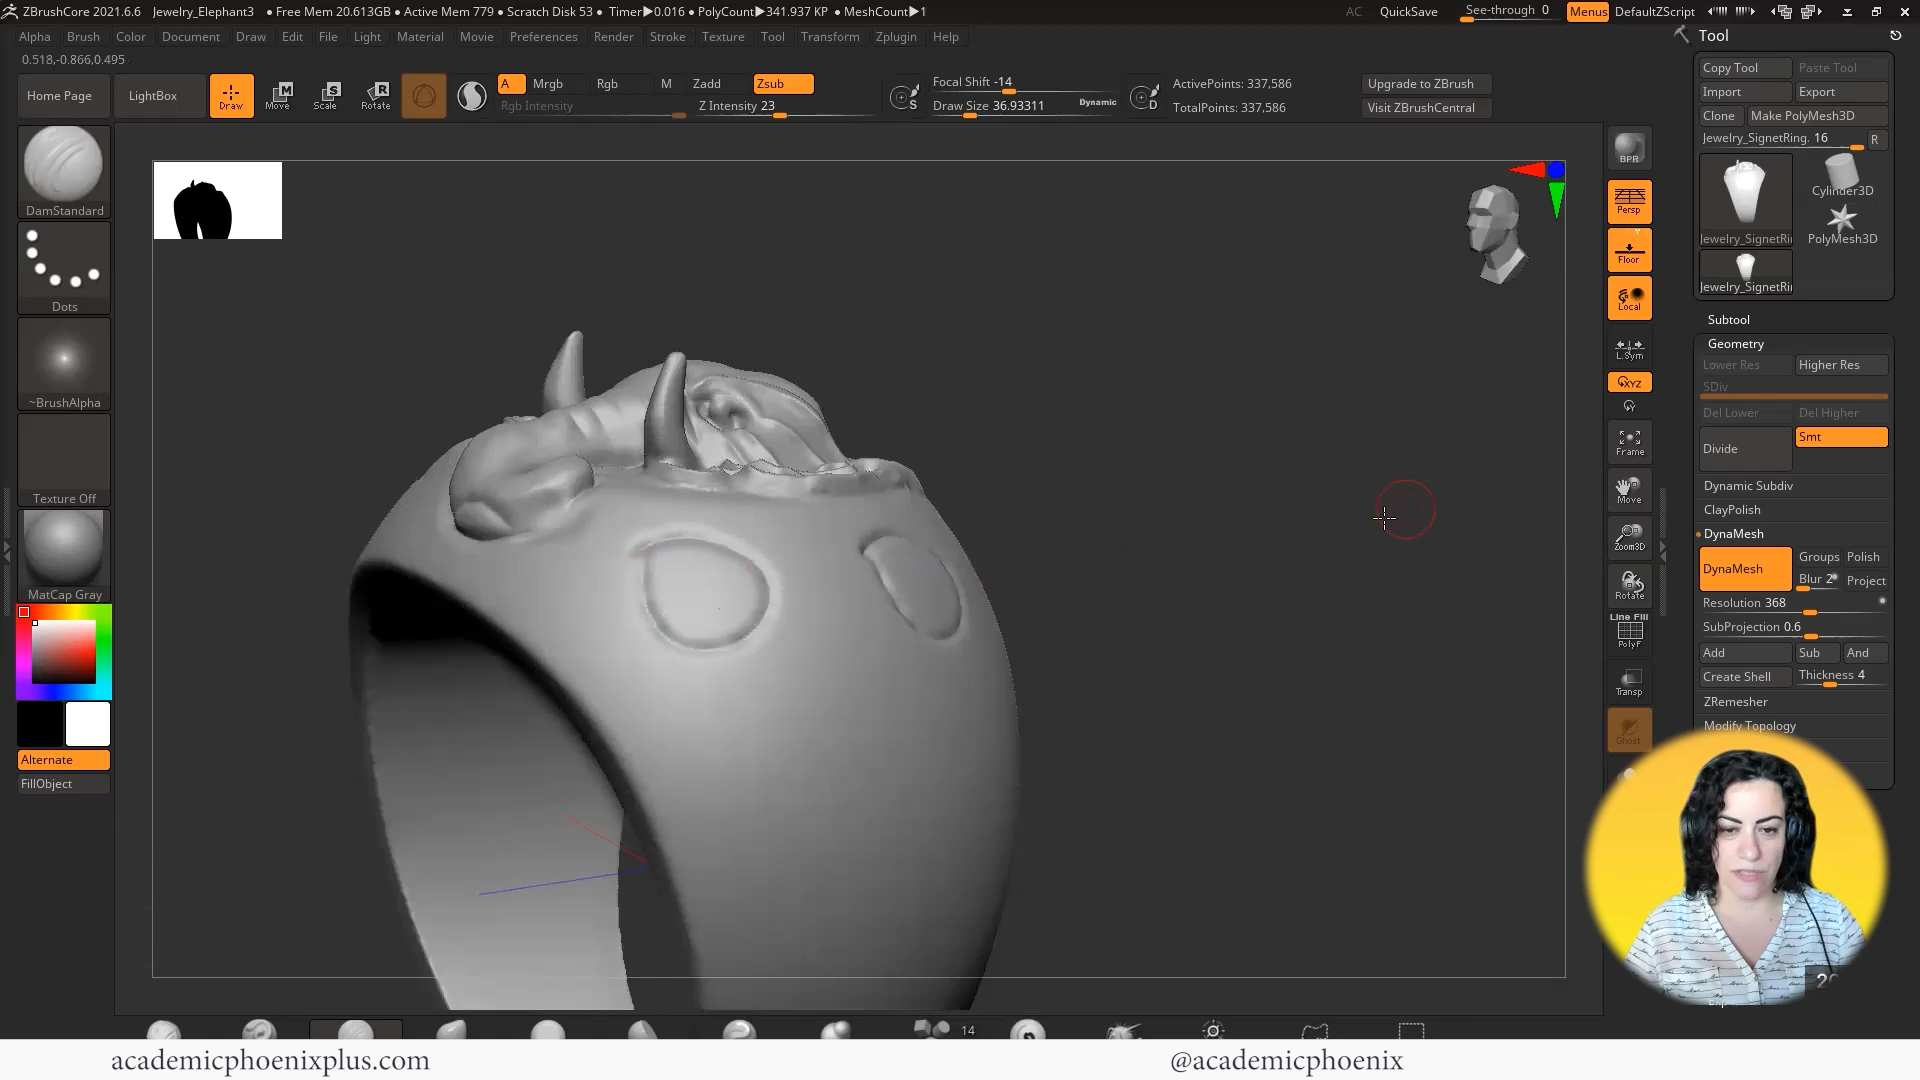 ZBrushCore 2021.6.6 Jewelry_Elephant3 • Free Mem 20.613GB • Active Mem 779 • Scratch Disk 53 • Timer▶0.016 • PolyCount▶341.937 KP • MeshCount▶1 AC QuickSave See-through 0 Menus DefaultZScript
Alpha Brush Color Document Draw Edit File Light Material Movie Preferences Render Stroke Texture Tool Transform Zplugin Help
Tool
0.518,-0.866,0.495
Home Page LightBox Draw Move Scale Rotate
A Mrgb Rgb M Zadd Zsub
Rgb Intensity Z Intensity 23
S Focal Shift -14
Draw Size 36.93311 Dynamic
D ActivePoints: 337,586
TotalPoints: 337,586
Upgrade to ZBrush
Visit ZBrushCentral
Copy Tool Paste Tool
Import Export
Clone Make PolyMesh3D
Jewelry_SignetRing. 16 R
Cylinder3D
Jewelry_SignetRi PolyMesh3D
Jewelry_SignetRi
Subtool
Geometry
Lower Res Higher Res
SDiv
Del Lower Del Higher
Divide Smt
Dynamic Subdiv
ClayPolish
DynaMesh
DynaMesh Groups Polish
Blur 2 Project
Resolution 368
SubProjection 0.6
Add Sub And
Create Shell Thickness 4
ZRemesher
Modify Topology
DamStandard
Dots
~BrushAlpha
Texture Off
MatCap Gray
Alternate
FillObject
BPR
Persp
Floor
Local
L.Sym
XYZ
Frame
Move
Zoom3D
Rotate
Line Fill
PolyF
Transp
Ghost
14
academicphoenixplus.com @academicphoenix